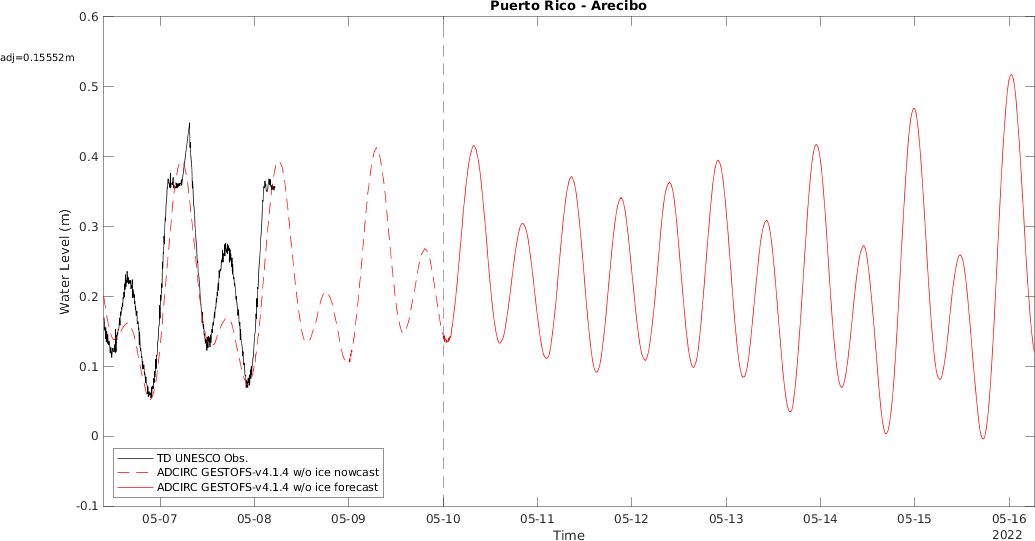 Puerto Rico - Arecibo
adj=0.15552m
0.6
0.5
0.4
0.3
0.2
0.1
0
-0.1
Water Level (m)
TD UNESCO Obs.
ADCIRC GESTOFS-v4.1.4 w/o ice nowcast
ADCIRC GESTOFS-v4.1.4 w/o ice forecast
05-07 05-08 05-09 05-10 05-11 05-12 05-13 05-14 05-15 05-16
Time
2022